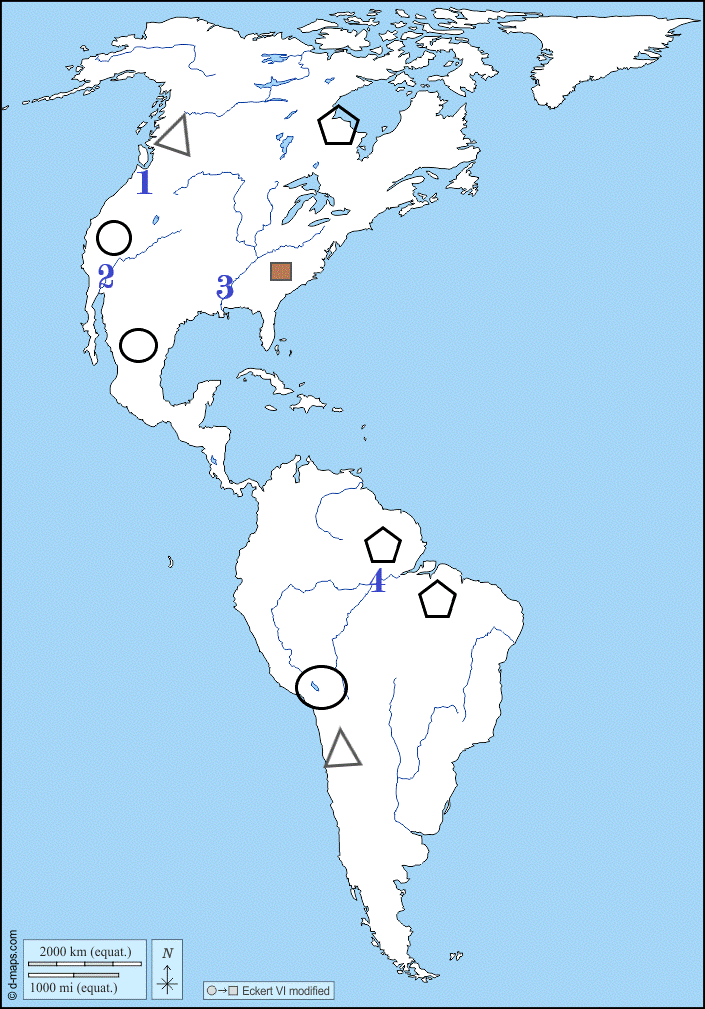 1
2
3
4
© d-maps.com
2000 km (equat.)
1000 mi (equat.)
N
Eckert VI modified